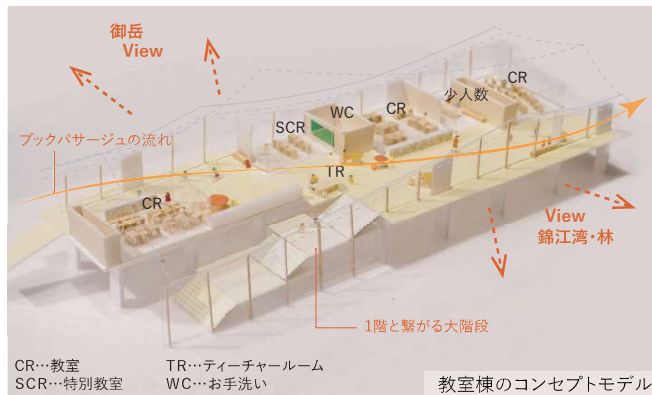 御岳
View
CR
少人数
CR
WC
SCR
ブックパサージュの流れ
TR
CR
View
錦江湾・林
1階と繋がる大階段
CR…教室
TR…ティーチャールーム
SCR…特別教室
WC…お手洗い
教室棟のコンセプトモデル